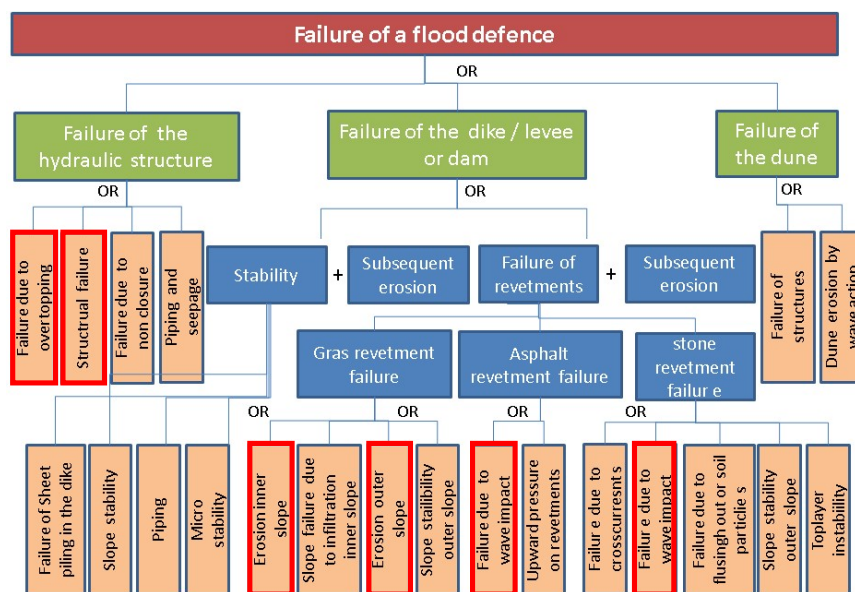 Failure of a flood defence
OR
Failure of the
hydraulic structure
Failure of the dike / levee
or dam
Failure of
the dune
OR
OR
OR
Failure due to
overtopping
Structrual failure
Failure due to
non closure
Piping and
seepage
Stability
+
Subsequent
erosion
Failure of
revetments
+
Subsequent
erosion
Failure of
structures
Dune erosion by
wave action
Gras revetment
failure
Asphalt
revetment failure
stone
revetment
failur e
OR
OR
OR
OR
Failure of Sheet
piling in the dike
Slope stability
Piping
Micro
stability
Erosion inner
slope
Slope failure due
to infiltration
inner slope
Erosion outer
slope
Slope stailibility
outer slope
Failure due to
wave impact
Upward pressure
on revetments
Failur e due to
crosscurresnt s
Failur e due to
wave impact
Failure due to
flusingh out or soil
particlie s
Slope stability
outer slope
Toplayer
instabiility